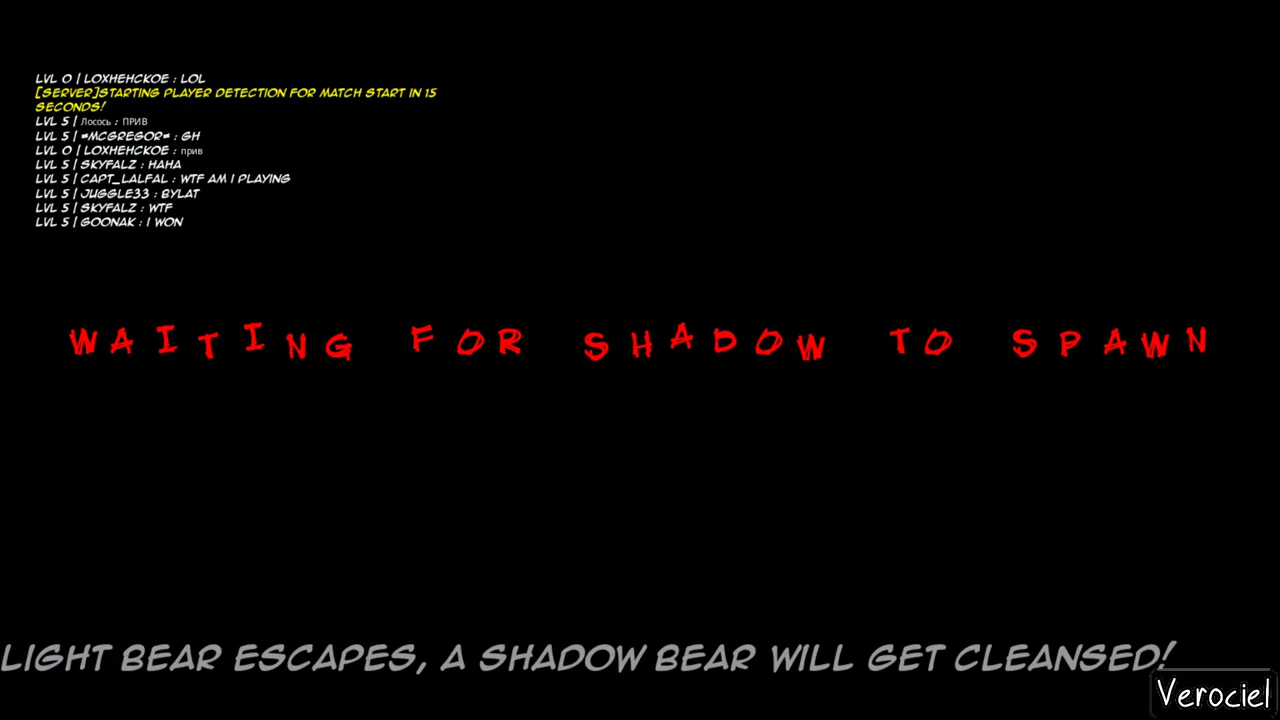 LVL 0 | LOXHEHCKOE : LOL
[SERVER]STARTING PLAYER DETECTION FOR MATCH START IN 15
SECONDS!
LVL 5 | Лосось : ПРИВ
LVL 5 | =MCGREGOR= : GH
LVL 0 | LOXHEHCKOE : прив
LVL 5 | SKYFALZ : HAHA
LVL 5 | CAPT_LALFAL : WTF AM I PLAYING
LVL 5 | JUGGLE33 : BYLAT
LVL 5 | SKYFALZ : WTF
LVL 5 | GOONAK : I WON
WAITING FOR SHADOW TO SPAWN
LIGHT BEAR ESCAPES, A SHADOW BEAR WILL GET CLEANSED!
Verociel